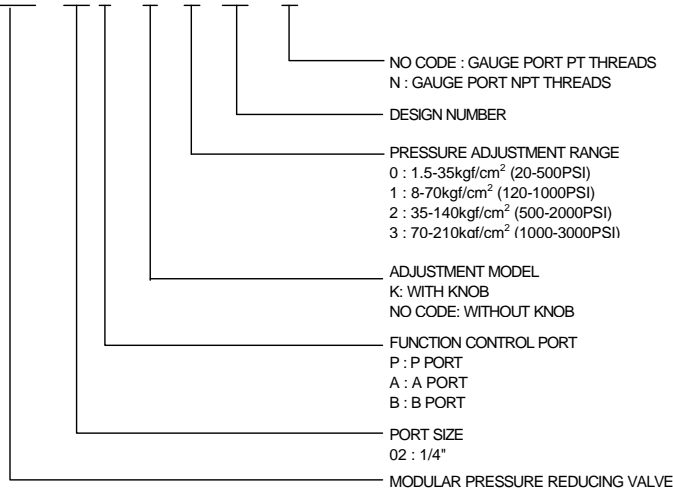 NO CODE : GAUGE PORT PT THREADS
N : GAUGE PORT NPT THREADS
DESIGN NUMBER
PRESSURE ADJUSTMENT RANGE
0 : 1.5-35kgf/cm² (20-500PSI)
1 : 8-70kgf/cm² (120-1000PSI)
2 : 35-140kgf/cm² (500-2000PSI)
3 : 70-210kgf/cm² (1000-3000PSI)
ADJUSTMENT MODEL
K: WITH KNOB
NO CODE: WITHOUT KNOB
FUNCTION CONTROL PORT
P : P PORT
A : A PORT
B : B PORT
PORT SIZE
02 : 1/4"
MODULAR PRESSURE REDUCING VALVE